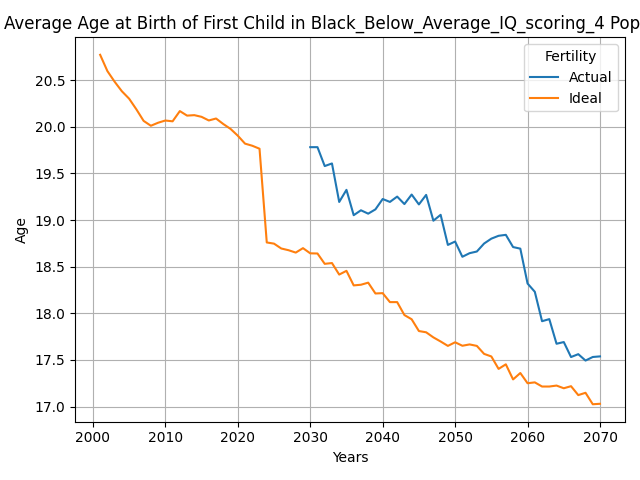 Average Age at Birth of First Child in Black_Below_Average_IQ_scoring_4 Pop
Fertility
Actual
Ideal
20.5
20.0
19.5
19.0
18.5
18.0
17.5
17.0
Age
2000 2010 2020 2030 2040 2050 2060 2070
Years